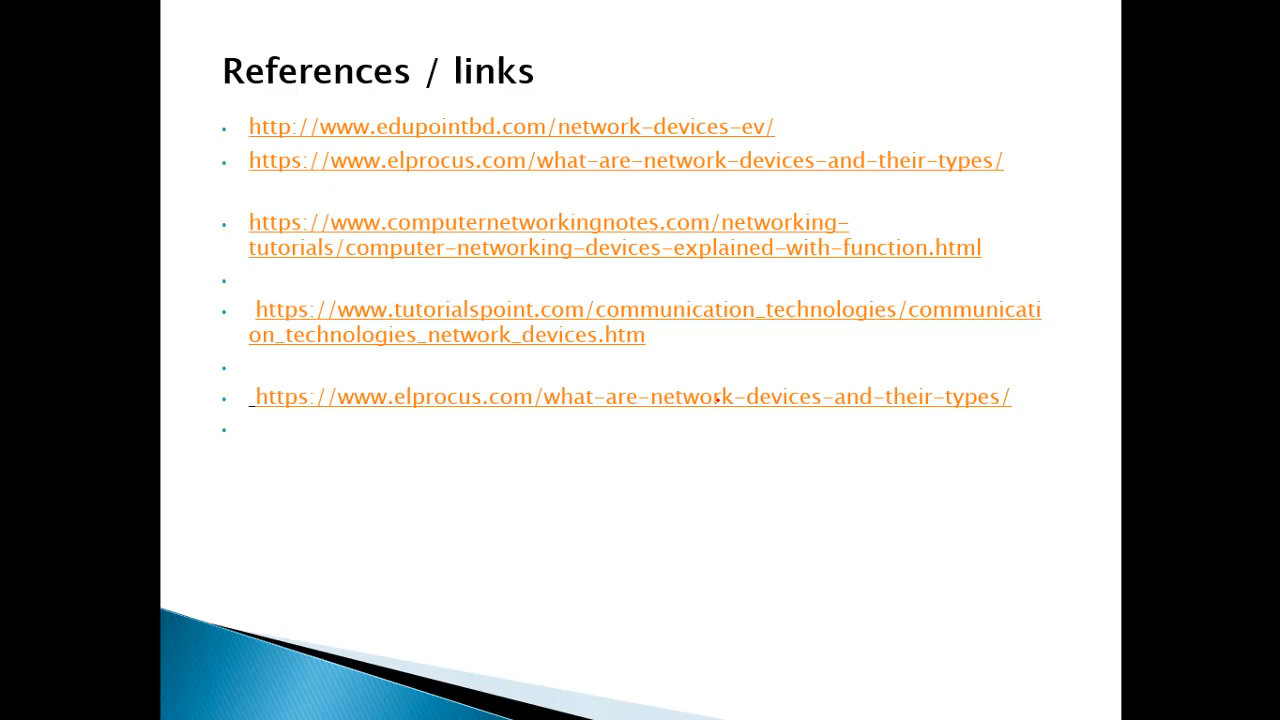 References / links
• http://www.edupointbd.com/network-devices-ev/
• https://www.elprocus.com/what-are-network-devices-and-their-types/
• https://www.computernetworkingnotes.com/networking-
tutorials/computer-networking-devices-explained-with-function.html
•
• https://www.tutorialspoint.com/communication_technologies/communicati
on_technologies_network_devices.htm
•
• https://www.elprocus.com/what-are-network-devices-and-their-types/
•